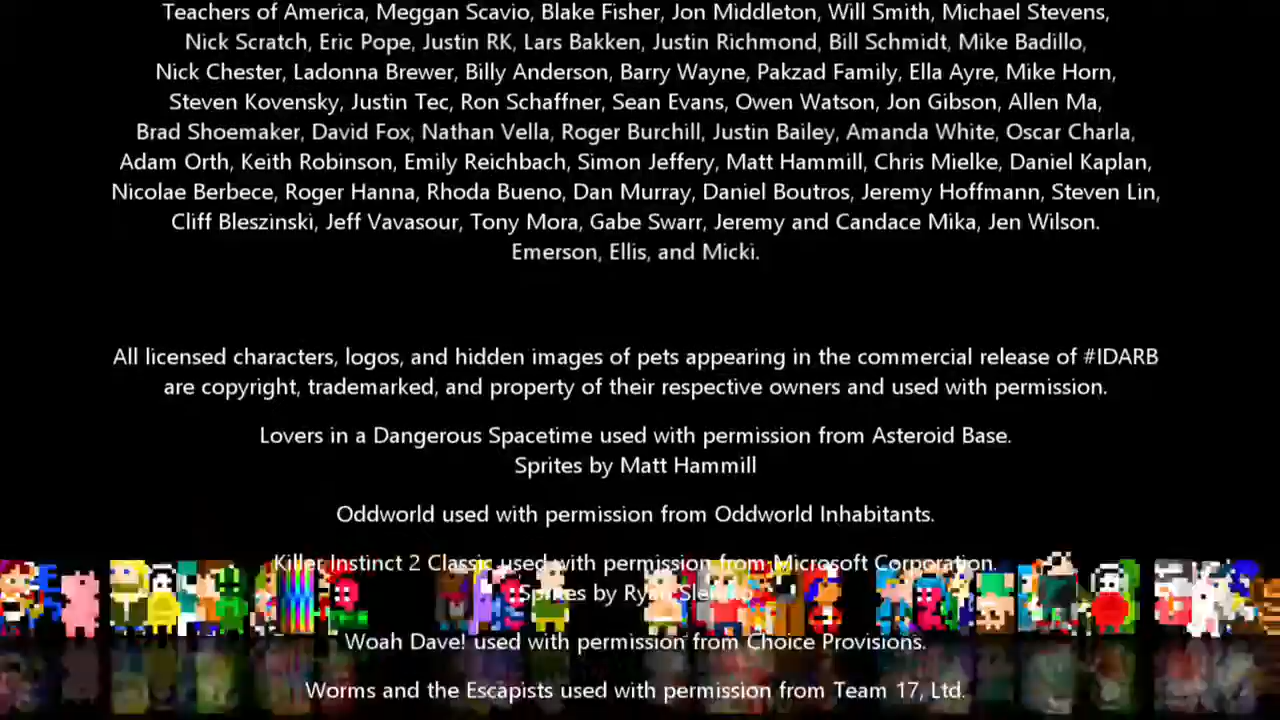 Teachers of America, Meggan Scavio, Blake Fisher, Jon Middleton, Will Smith, Michael Stevens,
Nick Scratch, Eric Pope, Justin RK, Lars Bakken, Justin Richmond, Bill Schmidt, Mike Badillo,
Nick Chester, Ladonna Brewer, Billy Anderson, Barry Wayne, Pakzad Family, Ella Ayre, Mike Horn,
Steven Kovensky, Justin Tec, Ron Schaffner, Sean Evans, Owen Watson, Jon Gibson, Allen Ma,
Brad Shoemaker, David Fox, Nathan Vella, Roger Burchill, Justin Bailey, Amanda White, Oscar Charla,
Adam Orth, Keith Robinson, Emily Reichbach, Simon Jeffery, Matt Hammill, Chris Mielke, Daniel Kaplan,
Nicolae Berbece, Roger Hanna, Rhoda Bueno, Dan Murray, Daniel Boutros, Jeremy Hoffmann, Steven Lin,
Cliff Bleszinski, Jeff Vavasour, Tony Mora, Gabe Swarr, Jeremy and Candace Mika, Jen Wilson.
Emerson, Ellis, and Micki.
All licensed characters, logos, and hidden images of pets appearing in the commercial release of #IDARB
are copyright, trademarked, and property of their respective owners and used with permission.
Lovers in a Dangerous Spacetime used with permission from Asteroid Base.
Sprites by Matt Hammill
Oddworld used with permission from Oddworld Inhabitants.
Killer Instinct 2 Classic used with permission from Microsoft Corporation.
Sprites by Ryan
Woah Dave! used with permission from Choice Provisions.
Worms and the Escapists used with permission from Team 17, Ltd.